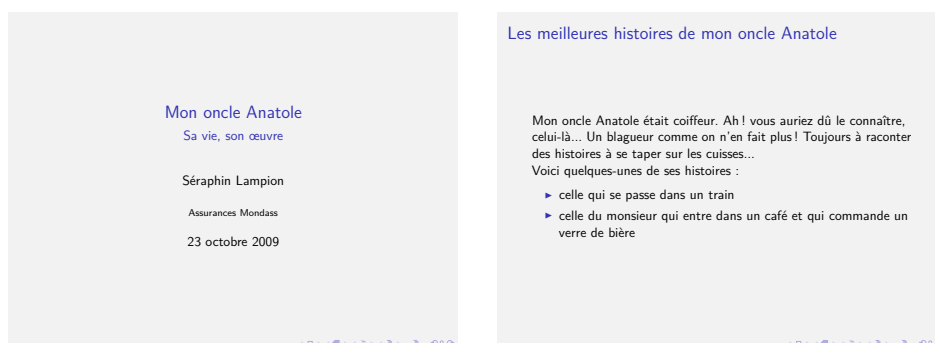 Mon oncle Anatole
Sa vie, son œuvre
Séraphin Lampion
Assurances Mondass
23 octobre 2009
Les meilleures histoires de mon oncle Anatole
Mon oncle Anatole était coiffeur. Ah ! vous auriez dû le connaître,
celui-là... Un blagueur comme on n'en fait plus ! Toujours à raconter
des histoires à se taper sur les cuisses...
Voici quelques-unes de ses histoires :
► celle qui se passe dans un train
► celle du monsieur qui entre dans un café et qui commande un
verre de bière